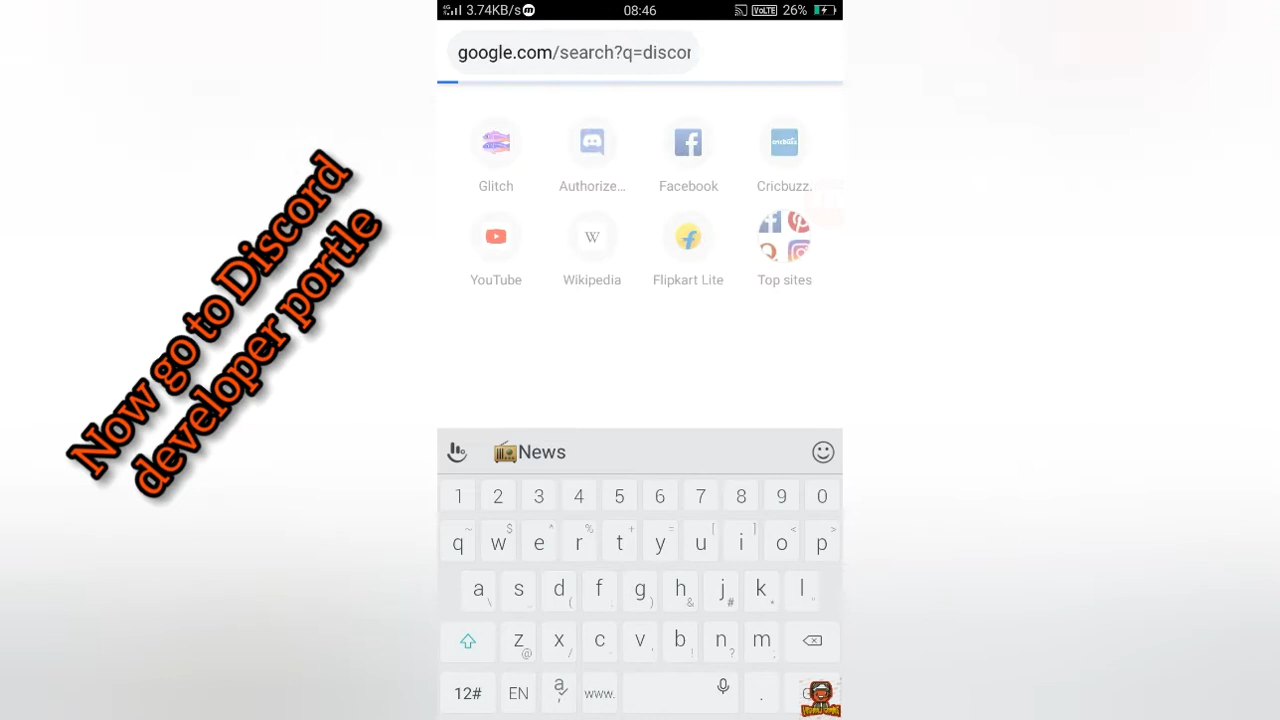 3.74KB/s 08:46 VoLTE 26%
google.com/search?q=discor
Glitch Authorize... Facebook Cricbuzz.
YouTube Wikipedia Flipkart Lite Top sites
Now go to Discord
developer portle
News
1 2 3 4 5 6 7 8 9 0
q w e r t y u i o p
a s d f g h j k l
z x c v b n m
12# EN www. .